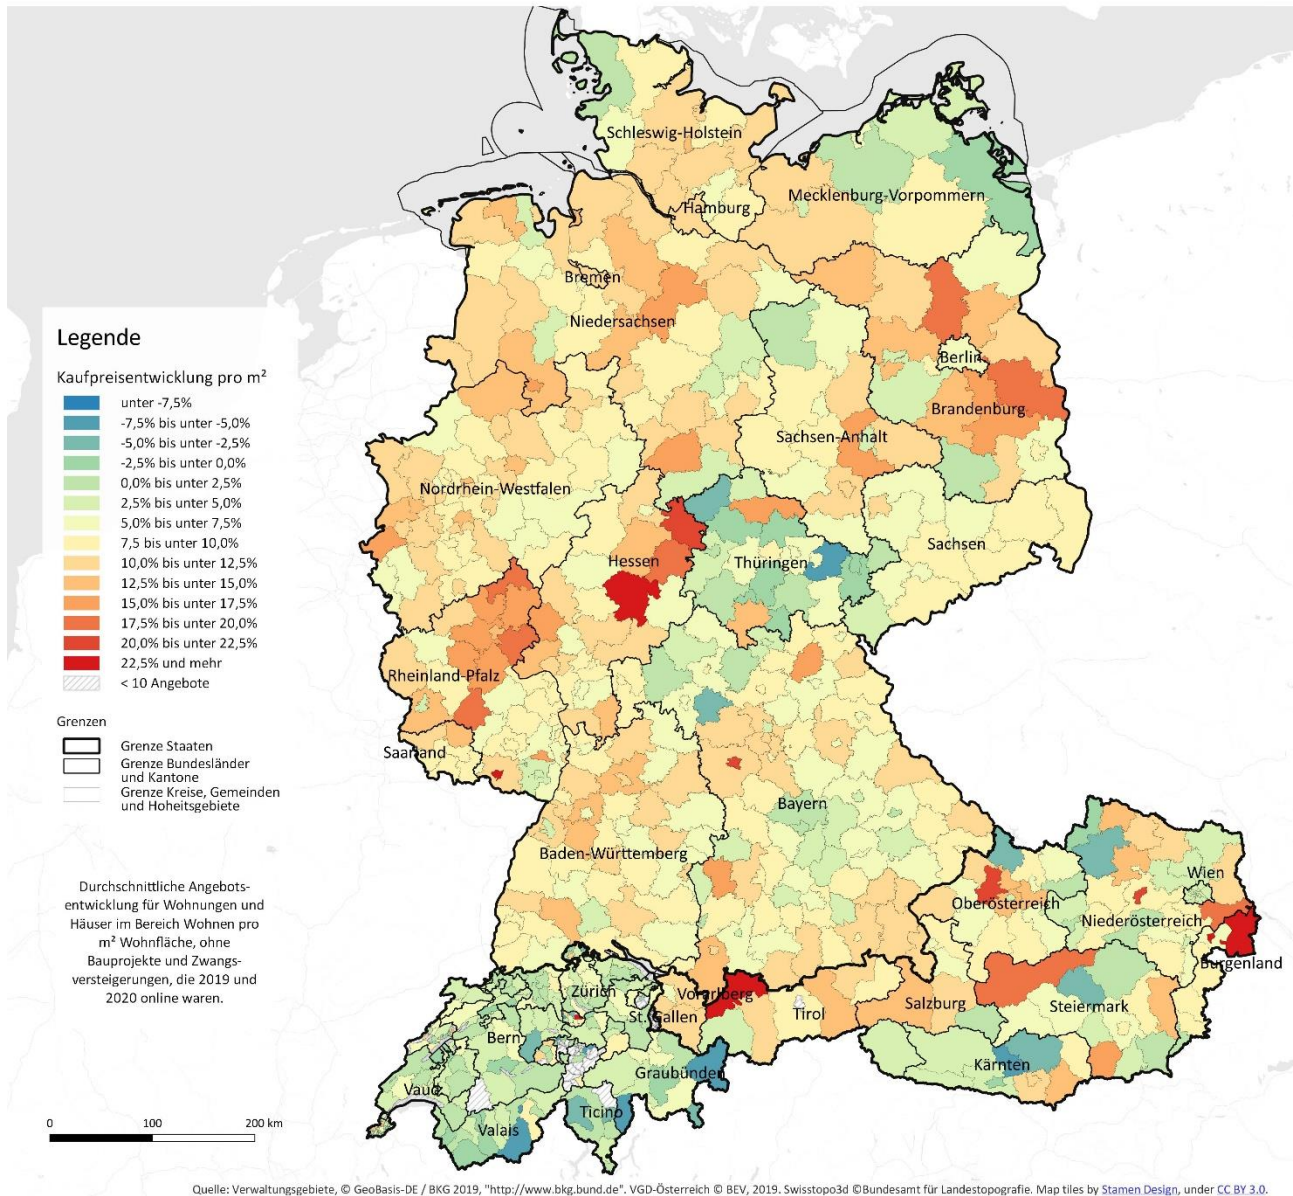 Schleswig-Holstein
Mecklenburg-Vorpommern
Hamburg
Bremen
Niedersachsen
Berlin
Brandenburg
Sachsen-Anhalt
Nordrhein-Westfalen
Sachsen
Hessen
Thüringen
Rheinland-Pfalz
Saarland
Bayern
Baden-Württemberg
Wien
Oberösterreich
Niederösterreich
Burgenland
Zürich
Vorarlberg
St. Gallen
Tirol
Salzburg
Steiermark
Bern
Graubünden
Kärnten
Vaud
Ticino
Valais
Legende
Kaufpreisentwicklung pro m²
unter -7,5%
-7,5% bis unter -5,0%
-5,0% bis unter -2,5%
-2,5% bis unter 0,0%
0,0% bis unter 2,5%
2,5% bis unter 5,0%
5,0% bis unter 7,5%
7,5 bis unter 10,0%
10,0% bis unter 12,5%
12,5% bis unter 15,0%
15,0% bis unter 17,5%
17,5% bis unter 20,0%
20,0% bis unter 22,5%
22,5% und mehr
< 10 Angebote
Grenzen
Grenze Staaten
Grenze Bundesländer
und Kantone
Grenze Kreise, Gemeinden
und Hoheitsgebiete
Durchschnittliche Angebots-
entwicklung für Wohnungen und
Häuser im Bereich Wohnen pro
m² Wohnfläche, ohne
Bauprojekte und Zwangs-
versteigerungen, die 2019 und
2020 online waren.
0 100 200 km
Quelle: Verwaltungsgebiete, © GeoBasis-DE / BKG 2019, "http://www.bkg.bund.de". VGD-Österreich © BEV, 2019. Swisstopo3d ©Bundesamt für Landestopografie. Map tiles by Stamen Design, under CC BY 3.0.